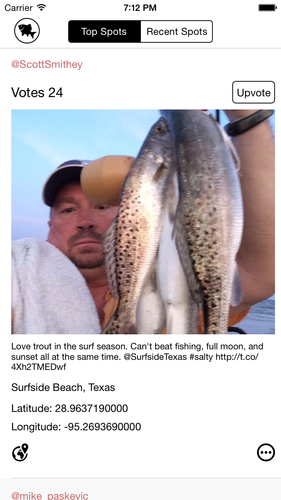 Carrier 7:12 PM
Top Spots Recent Spots
@ScottSmithey
Votes 24 Upvote
Love trout in the surf season. Can't beat fishing, full moon, and
sunset all at the same time. @SurfsideTexas #salty http://t.co/
4Xh2TMEDwf
Surfside Beach, Texas
Latitude: 28.9637190000
Longitude: -95.2693690000
@mike_paskevic